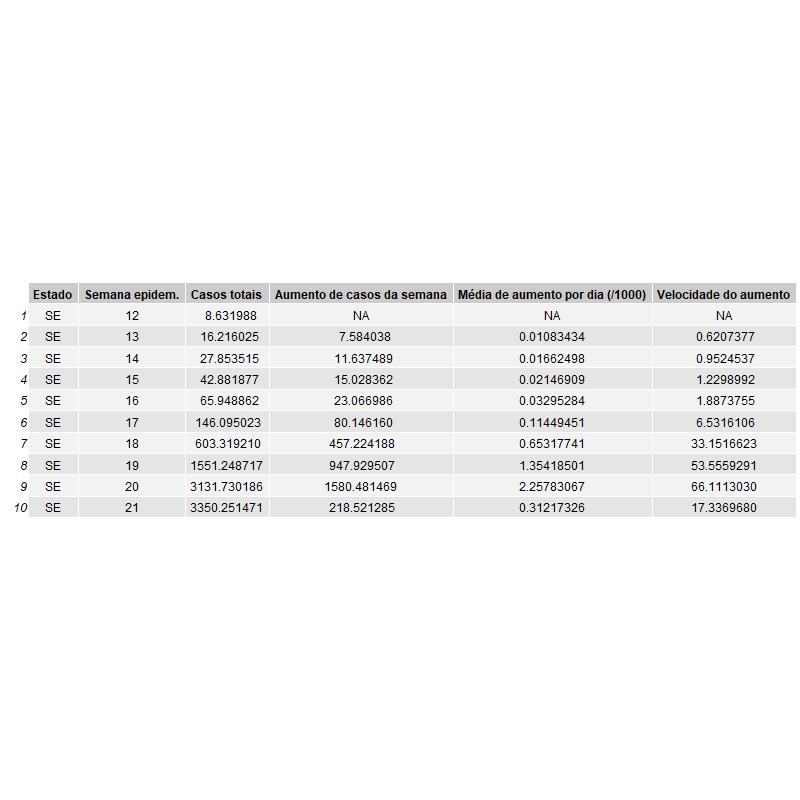 Estado Semana epidem. Casos totais Aumento de casos da semana Média de aumento por dia (/1000) Velocidade do aumento
1 SE 12 8.631988 NA NA NA
2 SE 13 16.216025 7.584038 0.01083434 0.6207377
3 SE 14 27.853515 11.637489 0.01662498 0.9524537
4 SE 15 42.881877 15.028362 0.02146909 1.2298992
5 SE 16 65.948862 23.066986 0.03295284 1.8873755
6 SE 17 146.095023 80.146160 0.11449451 6.5316106
7 SE 18 603.319210 457.224188 0.65317741 33.1516623
8 SE 19 1551.248717 947.929507 1.35418501 53.5559291
9 SE 20 3131.730186 1580.481469 2.25783067 66.1113030
10 SE 21 3350.251471 218.521285 0.31217326 17.3369680